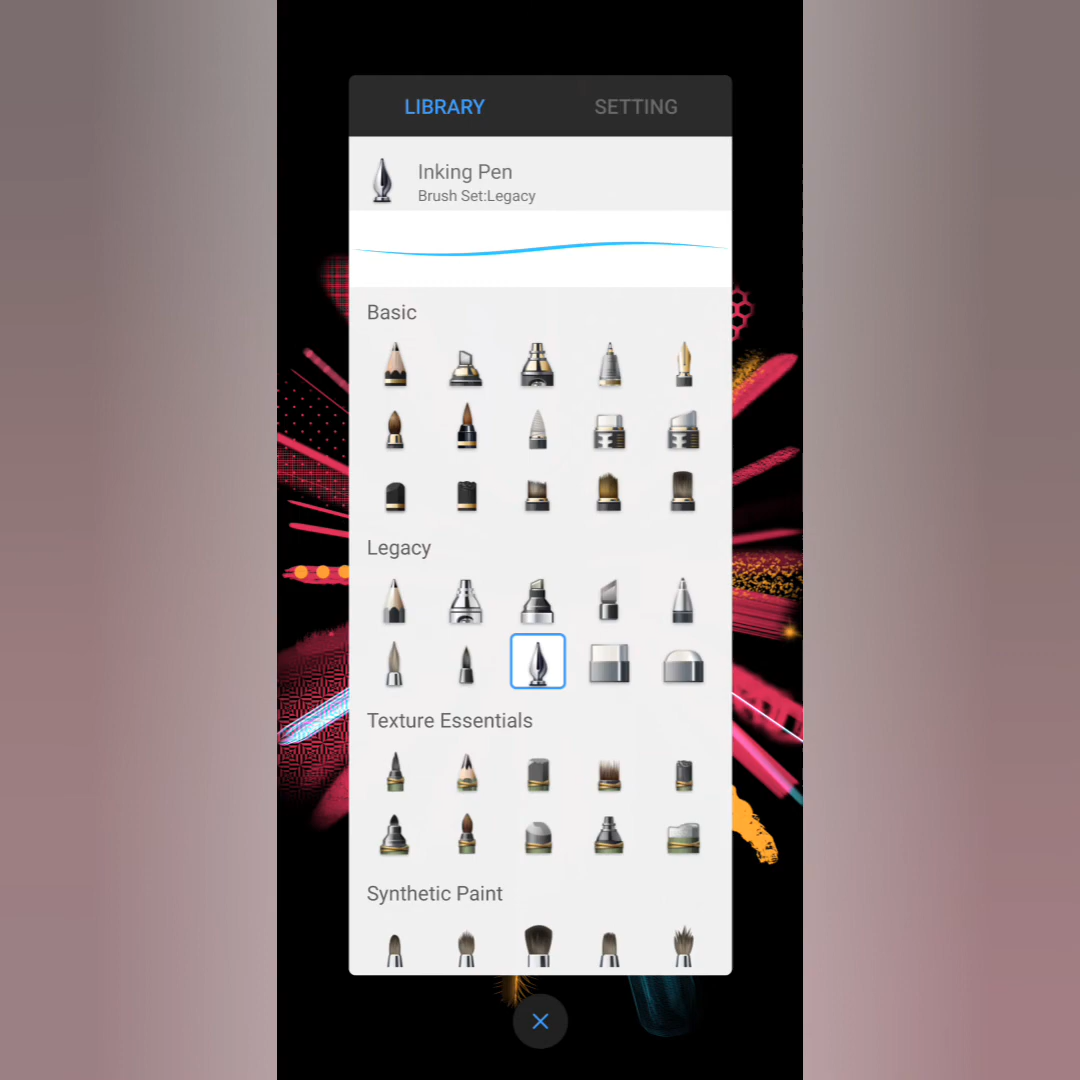 LIBRARY SETTING
Inking Pen
Brush Set:Legacy
Basic
Legacy
Texture Essentials
Synthetic Paint